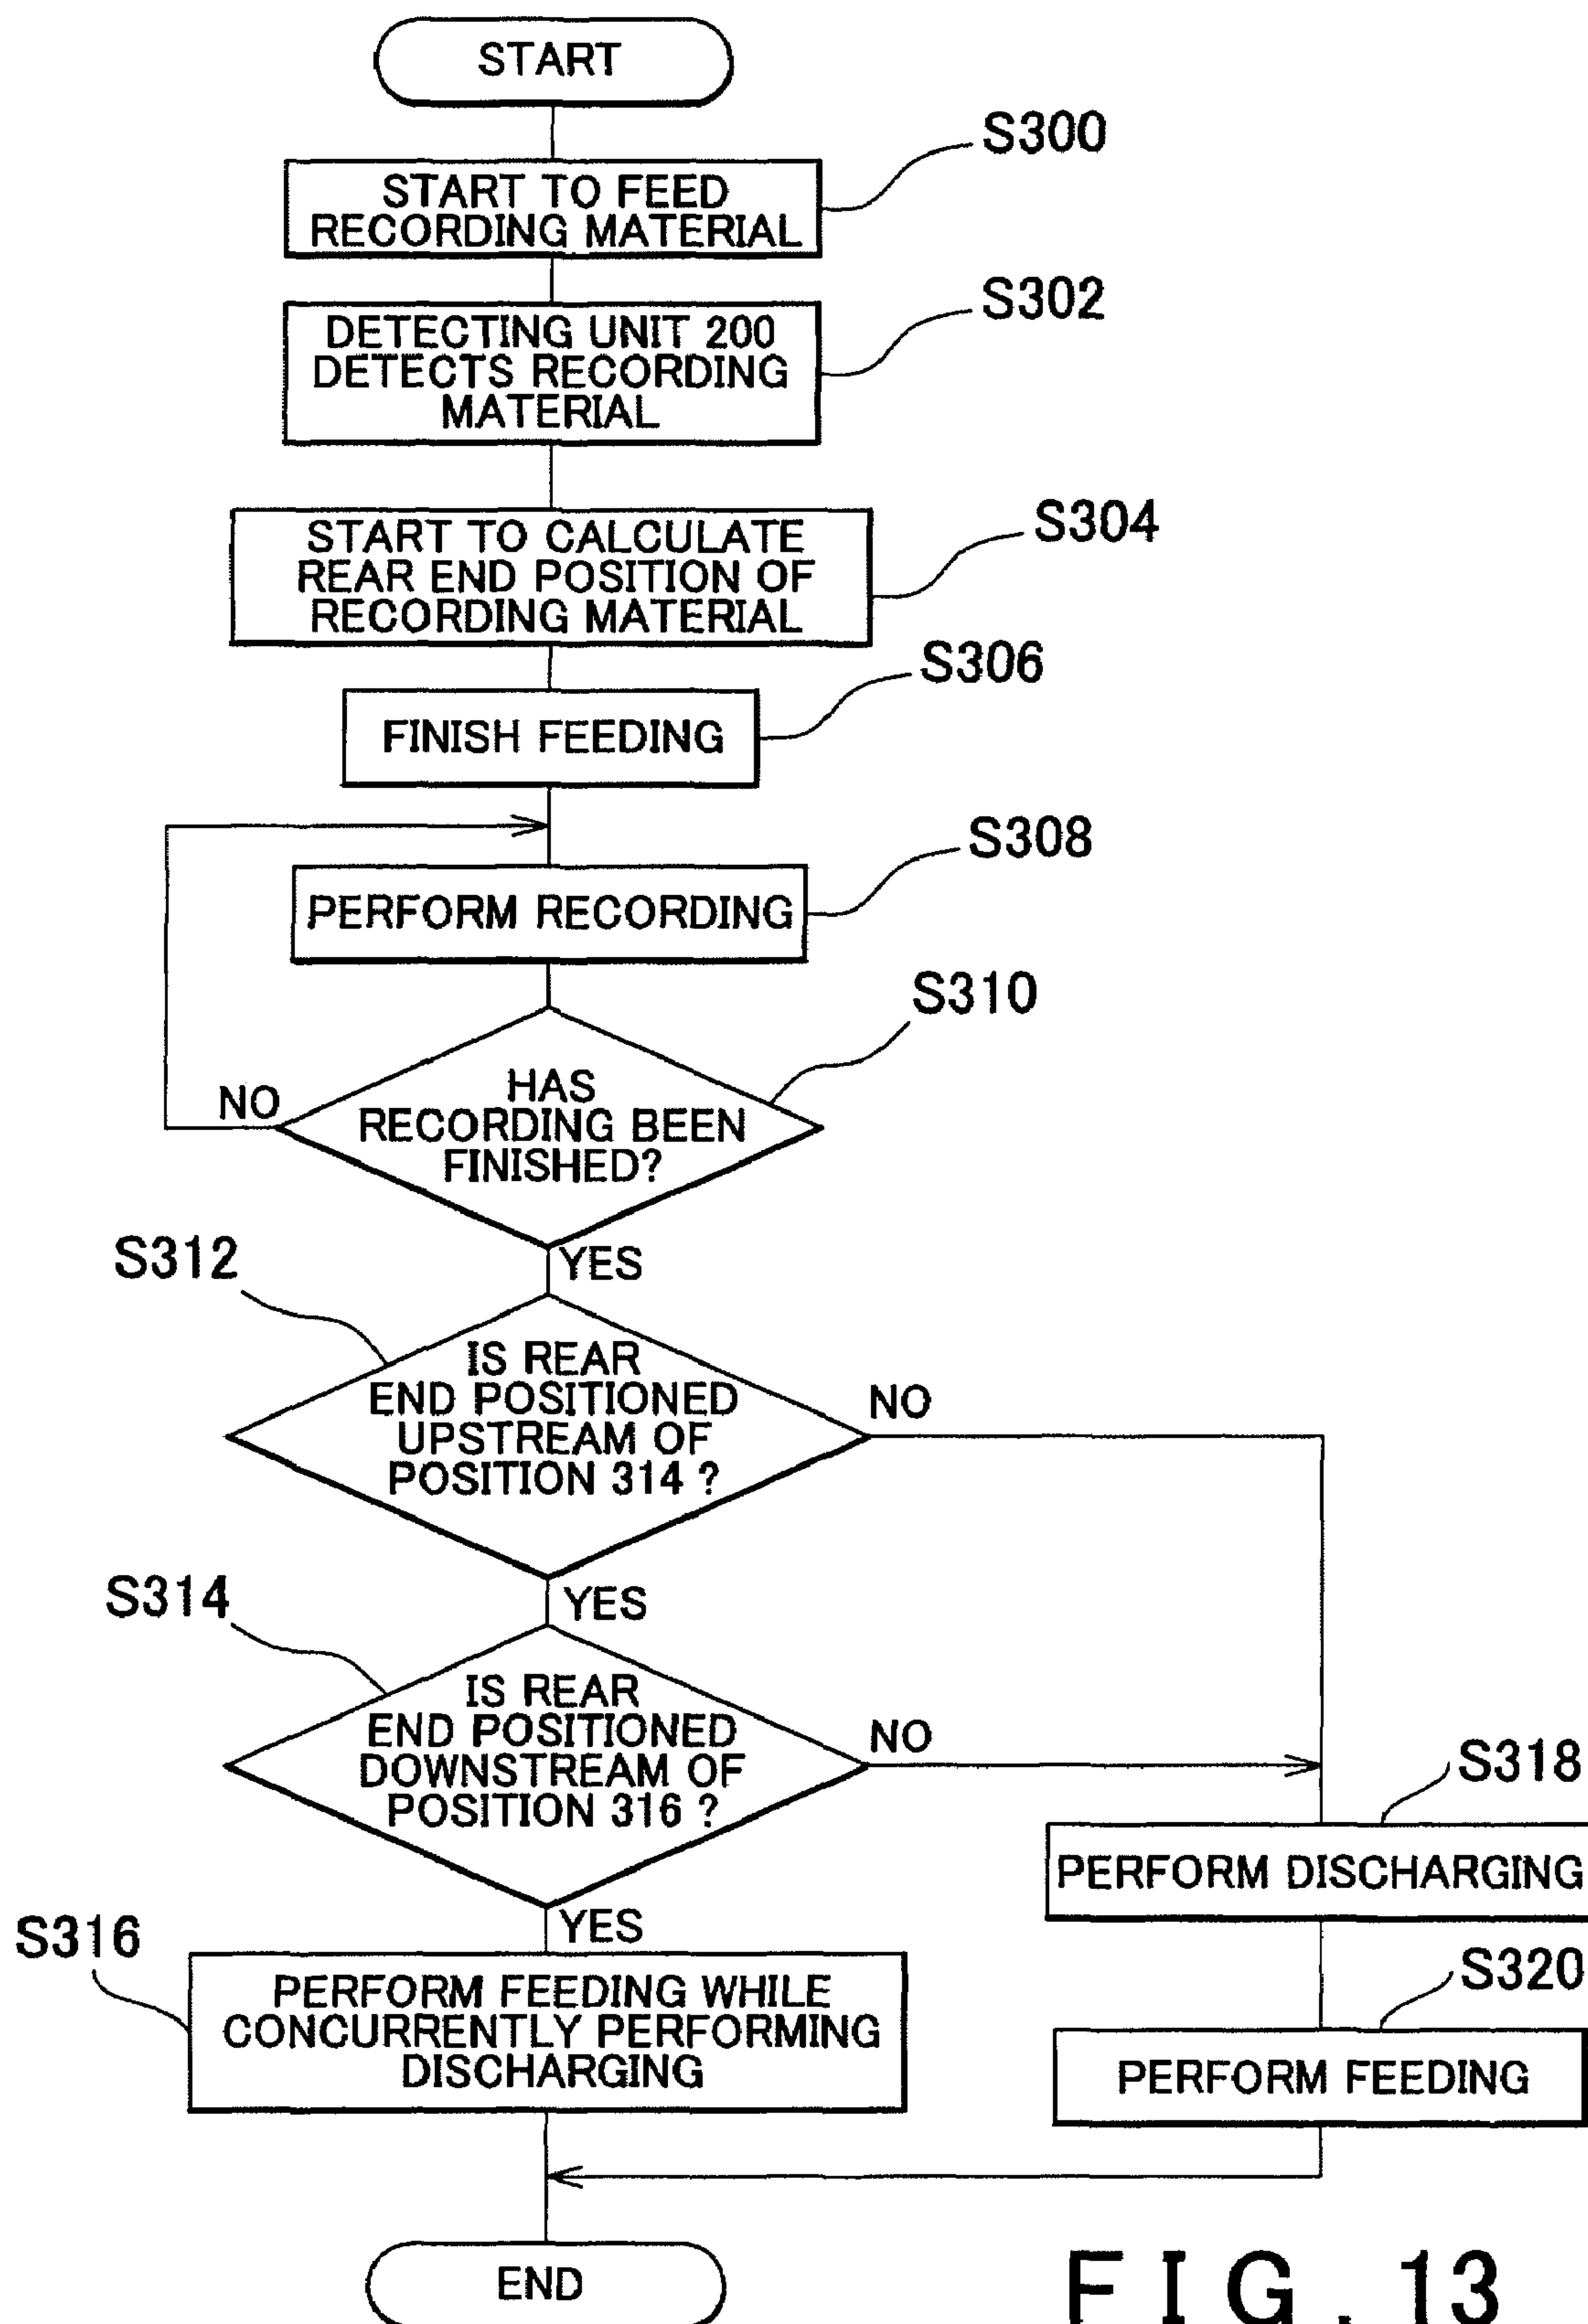 START
S300
START TO FEED
RECORDING MATERIAL
S302
DETECTING UNIT 200
DETECTS RECORDING
MATERIAL
S304
START TO CALCULATE
REAR END POSITION OF
RECORDING MATERIAL
S306
FINISH FEEDING
S308
PERFORM RECORDING
S310
HAS
RECORDING BEEN
FINISHED?
NO
YES
S312
IS REAR
END POSITIONED
UPSTREAM OF
POSITION 314 ?
NO
YES
S314
IS REAR
END POSITIONED
DOWNSTREAM OF
POSITION 316 ?
NO
YES
S316
PERFORM FEEDING WHILE
CONCURRENTLY PERFORMING
DISCHARGING
S318
PERFORM DISCHARGING
S320
PERFORM FEEDING
END
FIG. 13